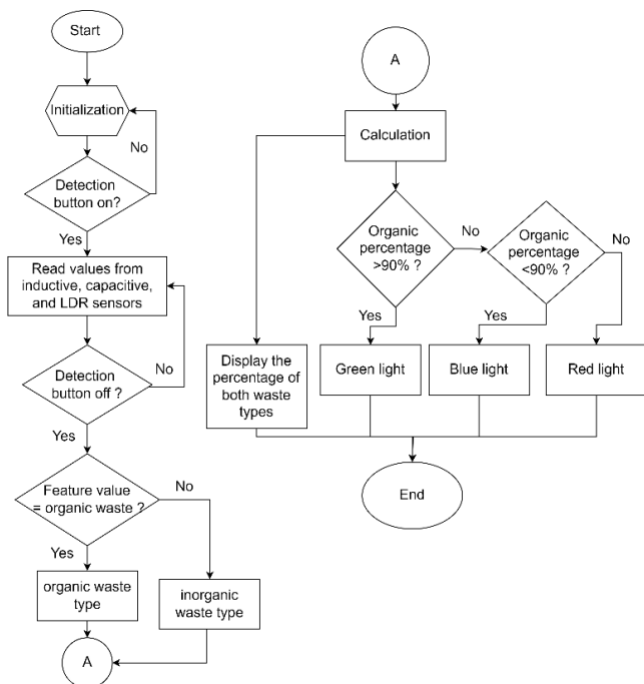 Start
Initialization
No
Detection
button on?
Yes
Read values from
inductive, capacitive,
and LDR sensors
Detection
button off ?
No
Yes
Feature value
= organic waste ?
No
Yes
organic waste
type
inorganic
waste type
A
A
Calculation
Organic
percentage
>90% ?
No
Organic
percentage
<90% ?
No
Yes
Yes
Display the
percentage of
both waste
types
Green light
Blue light
Red light
End